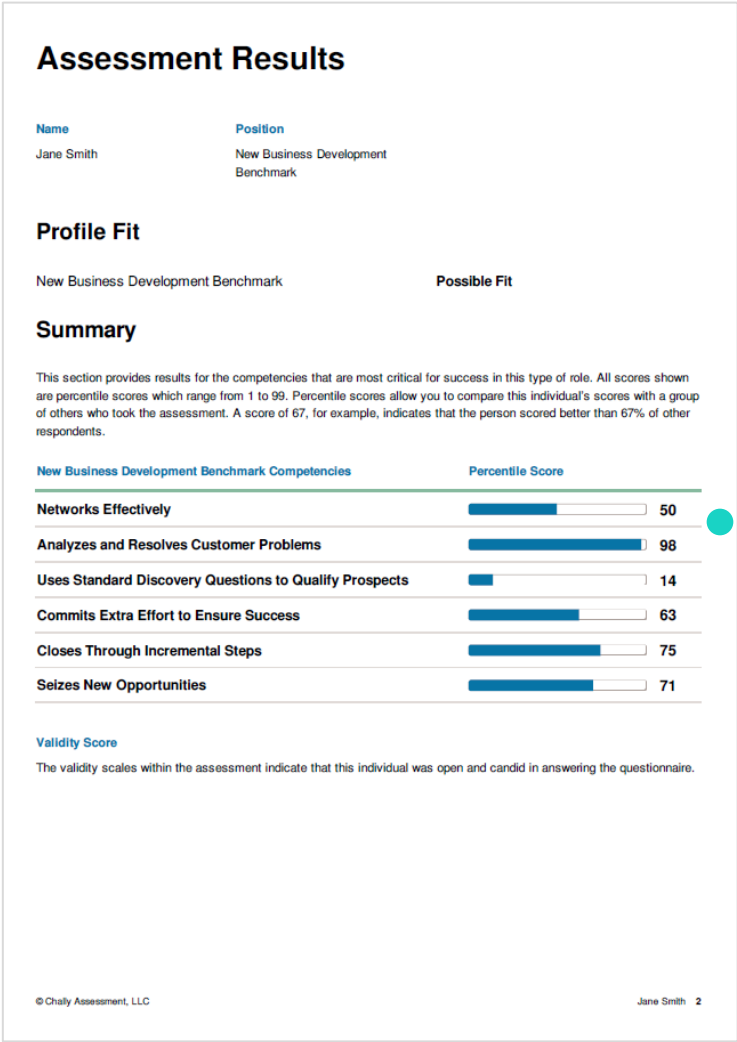 Assessment Results
Name Position
Jane Smith New Business Development
Benchmark
Profile Fit
New Business Development Benchmark Possible Fit
Summary
This section provides results for the competencies that are most critical for success in this type of role. All scores shown
are percentile scores which range from 1 to 99. Percentile scores allow you to compare this individual's scores with a group
of others who took the assessment. A score of 67, for example, indicates that the person scored better than 67% of other
respondents.
New Business Development Benchmark Competencies Percentile Score
Networks Effectively 50
Analyzes and Resolves Customer Problems 98
Uses Standard Discovery Questions to Qualify Prospects 14
Commits Extra Effort to Ensure Success 63
Closes Through Incremental Steps 75
Seizes New Opportunities 71
Validity Score
The validity scales within the assessment indicate that this individual was open and candid in answering the questionnaire.
© Chally Assessment, LLC Jane Smith 2